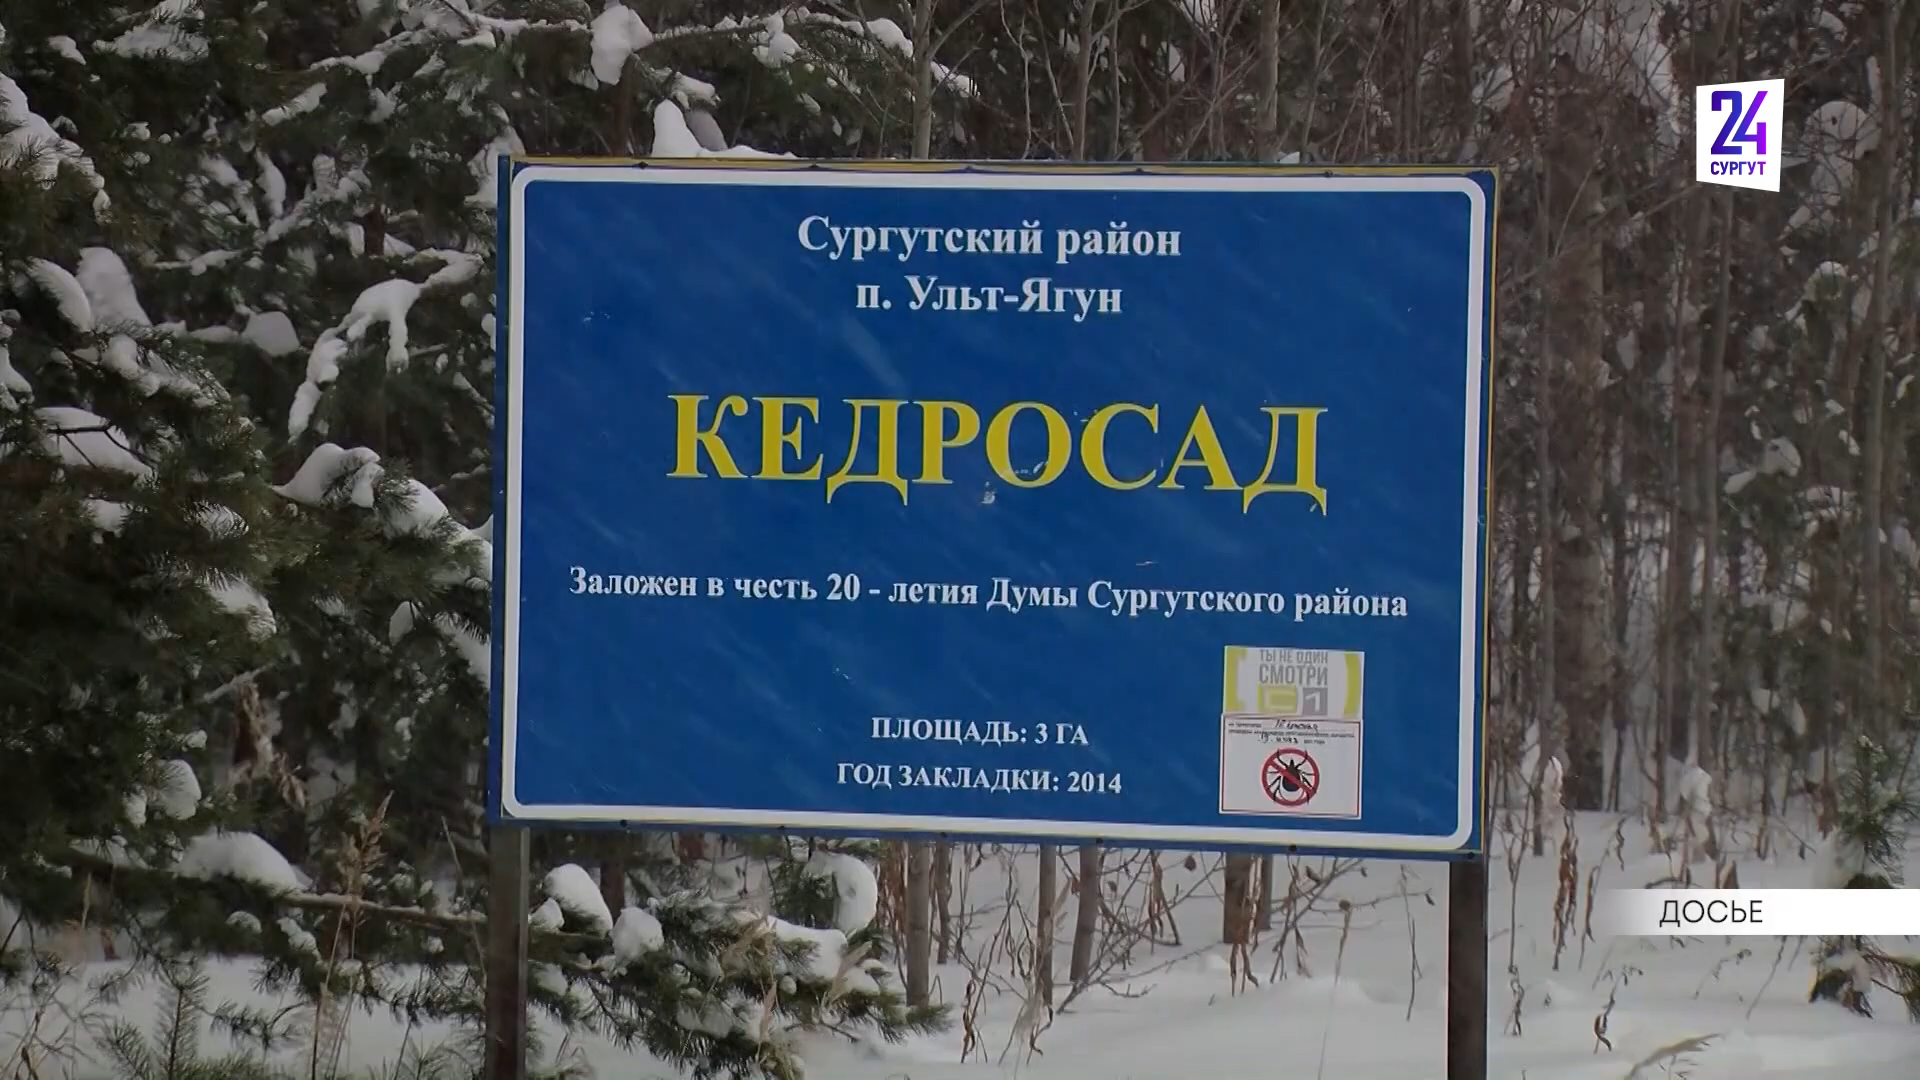 24
СУРГУТ
Сургутский район
п. Ульт-Ягун
КЕДРОСАД
Заложен в честь 20 - летия Думы Сургутского района
ТЫ НЕ ОДИН
СМОТРИ
С1
ПЛОЩАДЬ: 3 ГА
ГОД ЗАКЛАДКИ: 2014
ДОСЬЕ